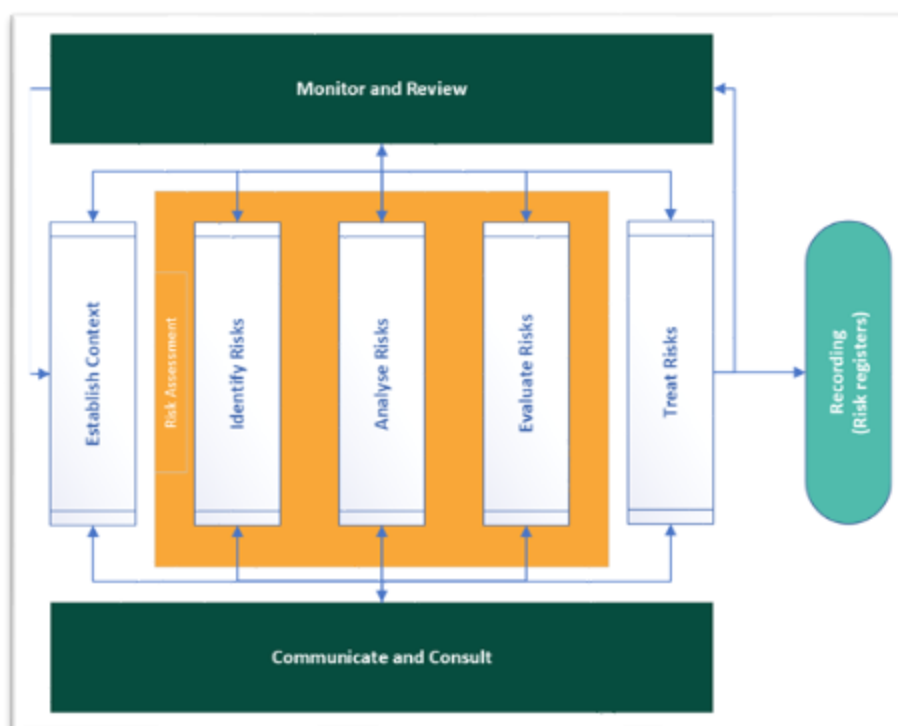 Monitor and Review
Establish Context
Risk Assessment
Identify Risks
Analyse Risks
Evaluate Risks
Treat Risks
Recording
(Risk registers)
Communicate and Consult